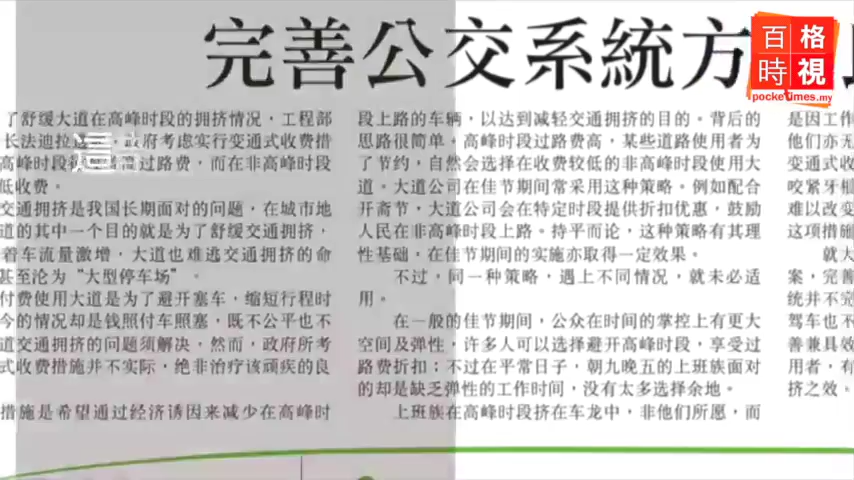 完善公交系統方
百格
時視
pocketimes.my
這
了舒缓大道在高峰时段的拥挤情况，工程部
长法迪拉
府考虑实行变通式收费措
高峰时段
过路费，而在非高峰时段
低收费。
交通拥挤是我国长期面对的问题，在城市地
道的其中一个目的就是为了舒缓交通拥挤，
着车流量激增，大道也难逃交通拥挤的命
甚至沦为“大型停车场”。
付费使用大道是为了避开塞车，缩短行程时
今的情况却是钱照付车照塞，既不公平也不
道交通拥挤的问题须解决，然而，政府所考
式收费措施并不实际，绝非治疗该顽疾的良
措施是希望通过经济诱因来减少在高峰时
段上路的车辆，以达到减轻交通拥挤的目的。背后的
思路很简单。高峰时段过路费高，某些道路使用者为
了节约，自然会选择在收费较低的非高峰时段使用大
道。大道公司在佳节期间常采用这种策略。例如配合
开斋节，大道公司会在特定时段提供折扣优惠，鼓励
人民在非高峰时段上路。持平而论，这种策略有其理
性基础，在佳节期间的实施亦取得一定效果。
不过，同一种策略，遇上不同情况，就未必适
用。
在一般的佳节期间，公众在时间的掌控上有更大
空间及弹性，许多人可以选择避开高峰时段，享受过
路费折扣；不过在平常日子，朝九晚五的上班族面对
的却是缺乏弹性的工作时间，没有太多选择余地。
上班族在高峰时段挤在车龙中，非他们所愿，而
是因工作
他们亦无
变通式收
咬紧牙根
难以改变
这项措施
就大
案，完善
统并不完
驾车也不
善兼具效
用者，有
挤之效。